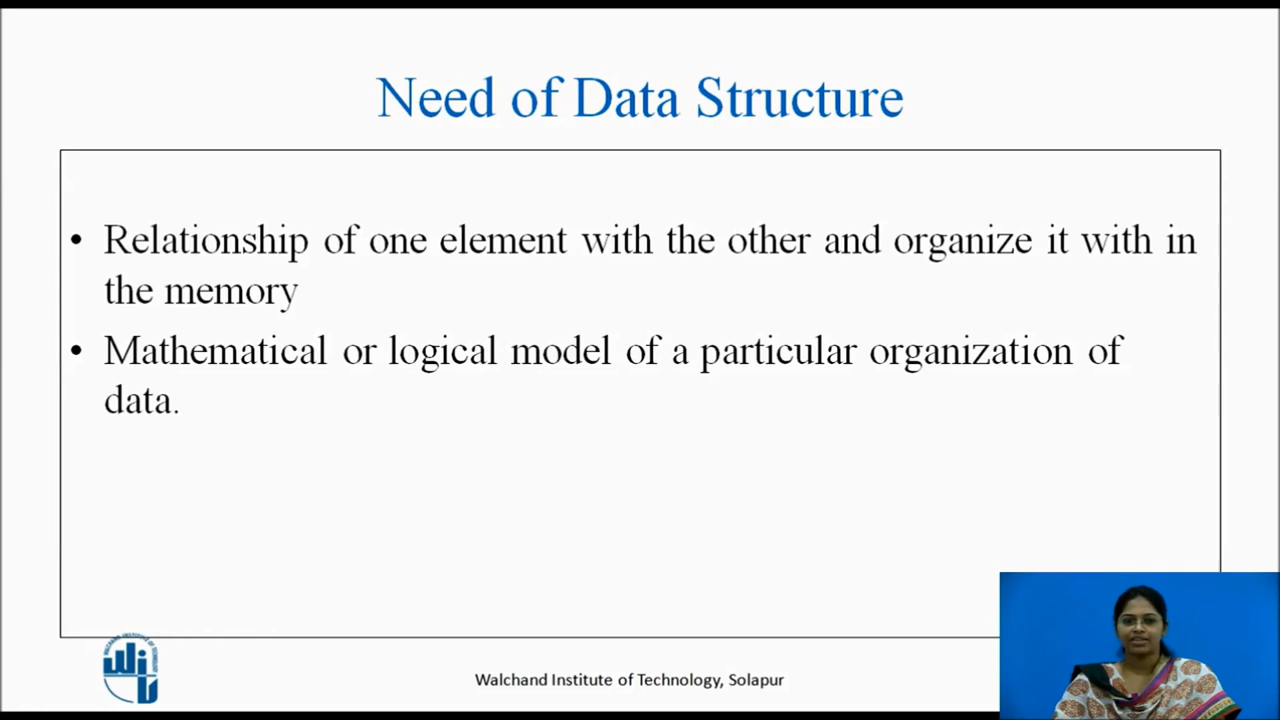 Need of Data Structure
• Relationship of one element with the other and organize it with in
the memory
• Mathematical or logical model of a particular organization of
data.
Walchand Institute of Technology, Solapur